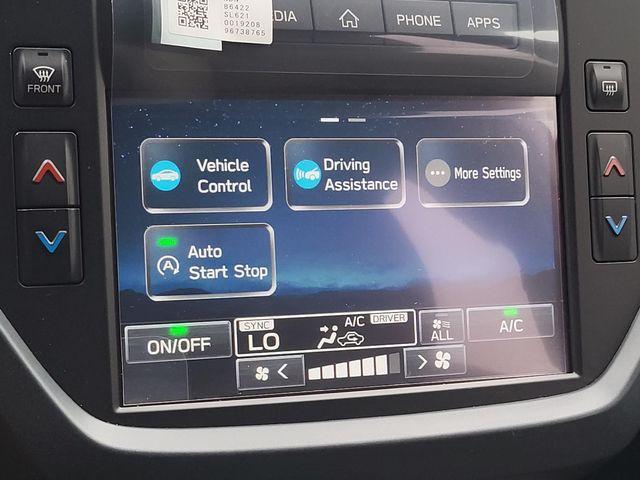 86422
SL621
0019208
96738765
MEDIA
PHONE
APPS
FRONT
Vehicle
Control
Driving
Assistance
More Settings
A
Auto
Start Stop
ON/OFF
SYNC
LO
A/C
DRIVER
ALL
A/C